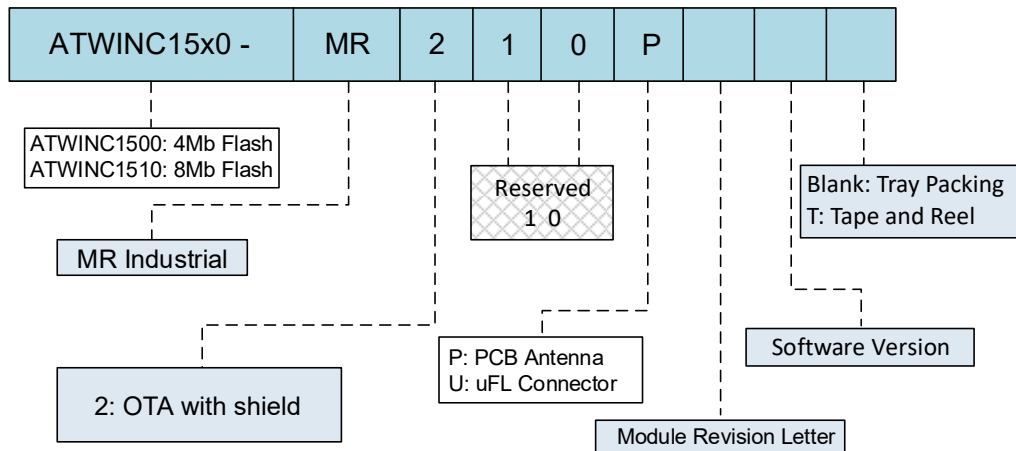 ATWINC15x0 - MR 2 1 0 P
ATWINC1500: 4Mb Flash
ATWINC1510: 8Mb Flash
Reserved
1 0
Blank: Tray Packing
T: Tape and Reel
MR Industrial
P: PCB Antenna
U: uFL Connector
Software Version
2: OTA with shield
Module Revision Letter